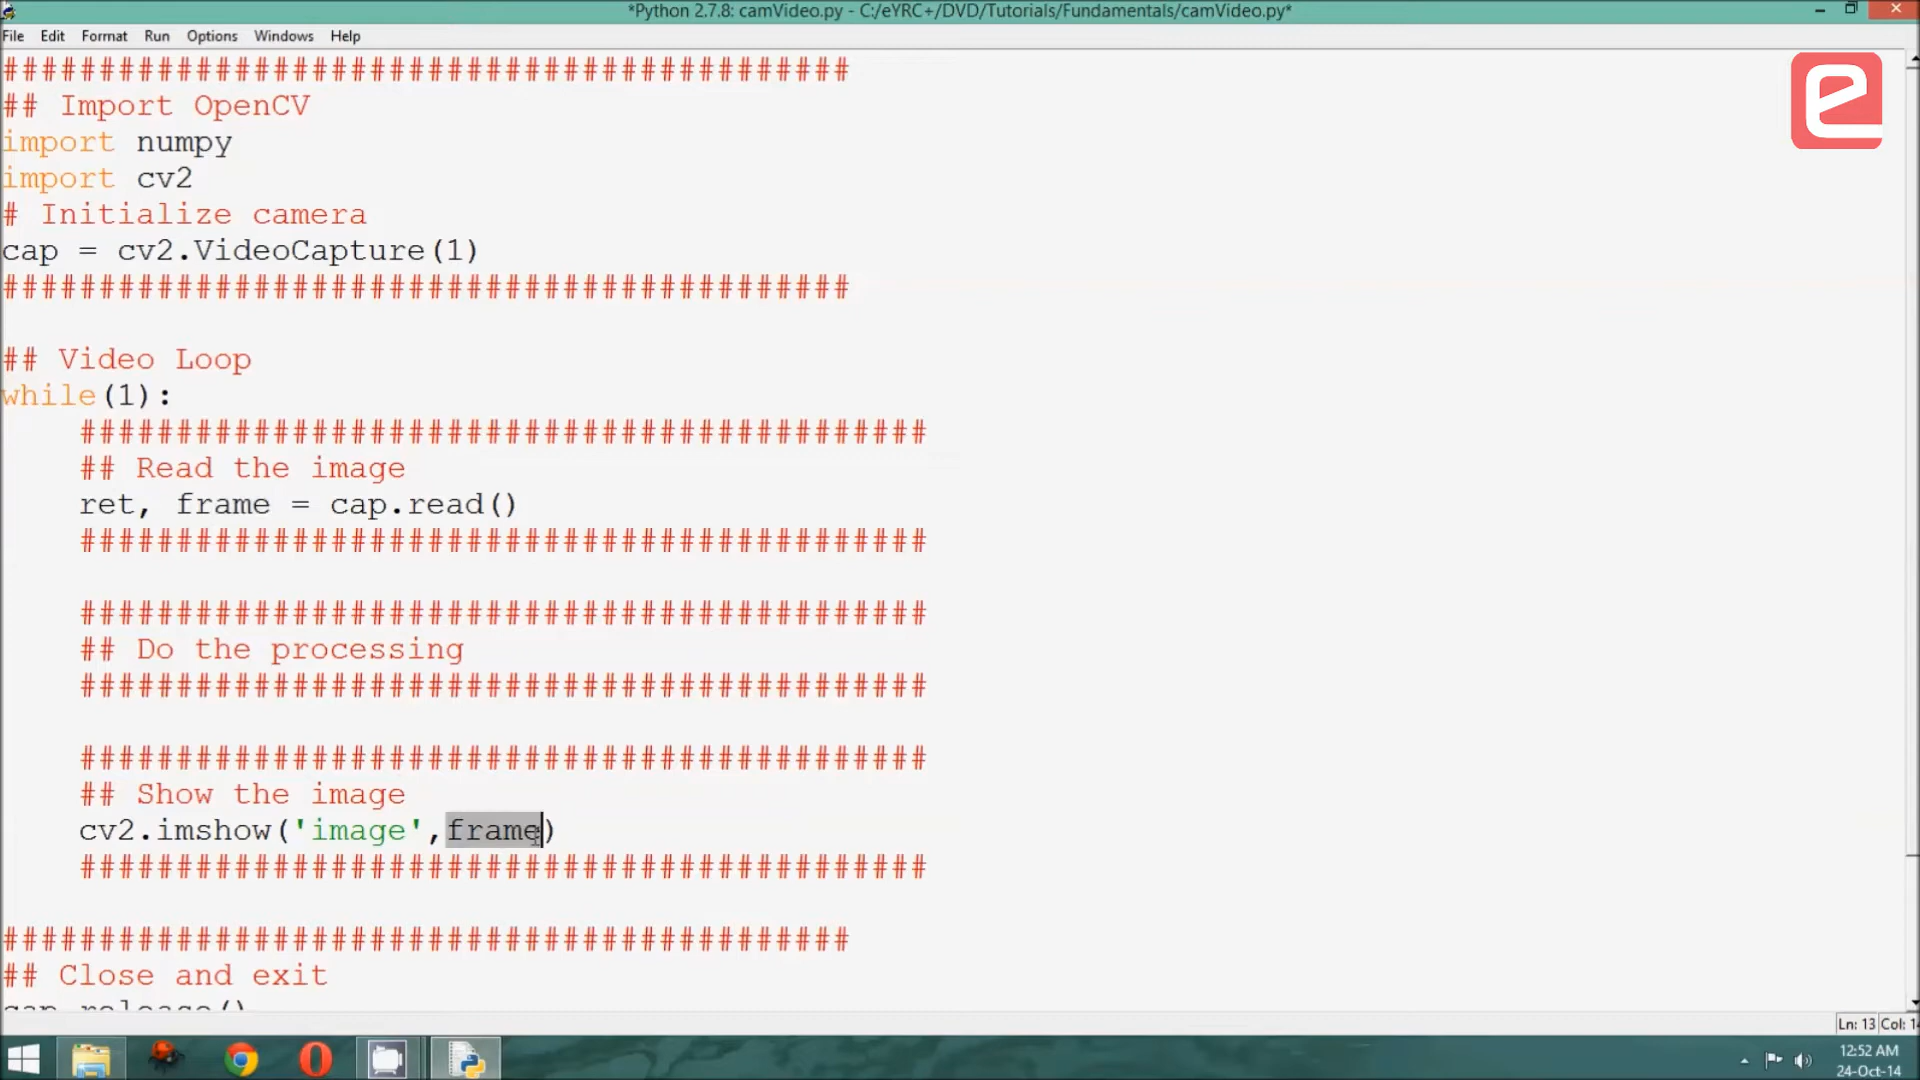 *Python 2.7.8: camVideo.py - C:/eYRC+/DVD/Tutorials/Fundamentals/camVideo.py*
File Edit Format Run Options Windows Help
############################################
## Import OpenCV
import numpy
import cv2
# Initialize camera
cap = cv2.VideoCapture(1)
############################################
## Video Loop
while(1):
############################################
## Read the image
ret, frame = cap.read()
############################################
############################################
## Do the processing
############################################
############################################
## Show the image
cv2.imshow('image',frame)
############################################
############################################
## Close and exit
cap.release()
Ln: 13 Col: 1
12:52 AM
24-Oct-14